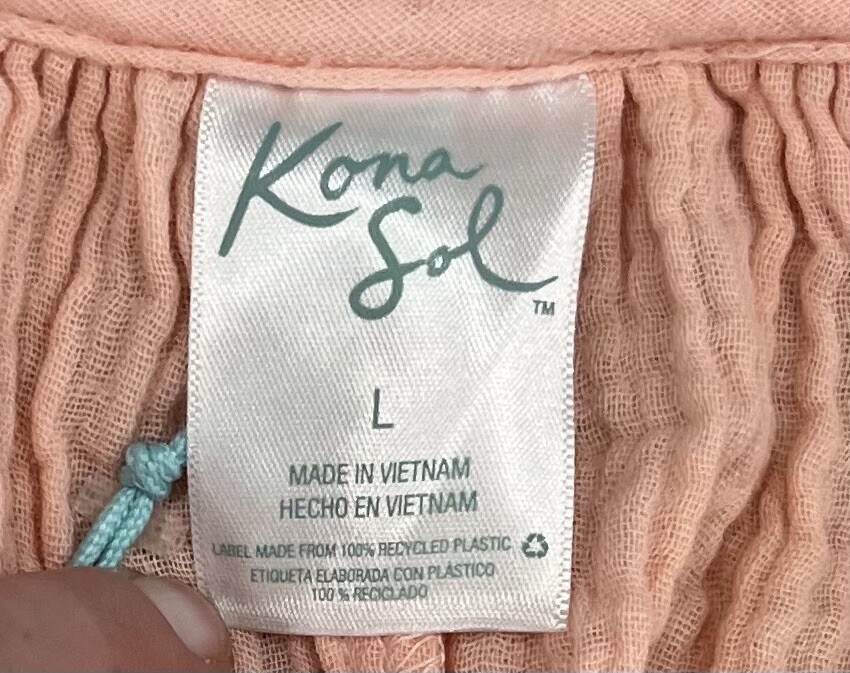 Kona
Sol
TM
L
MADE IN VIETNAM
HECHO EN VIETNAM
LABEL MADE FROM 100% RECYCLED PLASTIC
ETIQUETA ELABORADA CON PLÁSTICO
100 % RECICLADO